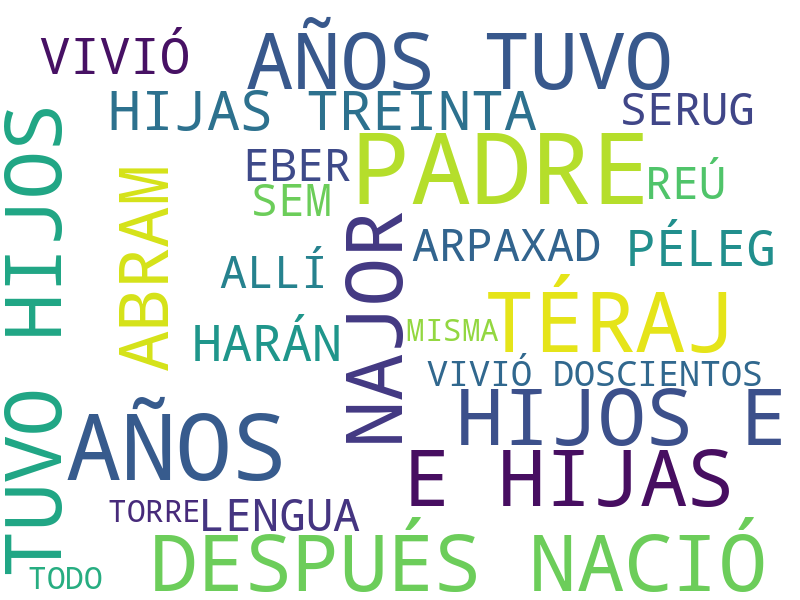 VIVIÓ
AÑOS TUVO
HIJAS TREINTA
SERUG
TUVO HIJOS
EBER
PADRE
REÚ
SEM
ABRAM
NAJOR
ARPAXAD
PÉLEG
ALLÍ
TÉRAJ
HARÁN
MISMA
VIVIÓ DOSCIENTOS
HIJOS E
AÑOS
E HIJAS
TORRE
LENGUA
DESPUÉS NACIÓ
TODO